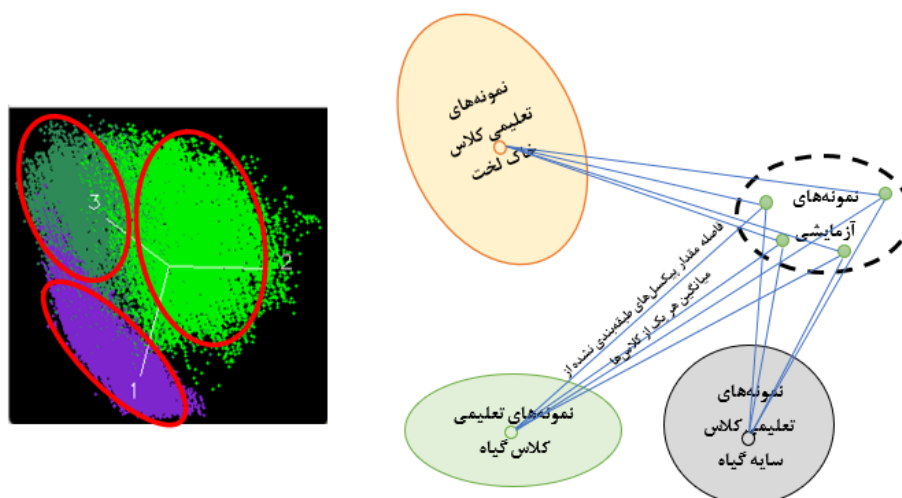 3
2
1
نمونه‌های
تعلیمی کلاس
خاک لخت
نمونه‌های
آزمایشی
فاصله مقدار پیکسل‌های طبقه‌بندی نشده از
میانگین هر یک از کلاس‌ها
نمونه‌های تعلیمی
کلاس گیاه
نمونه‌های
تعلیمی کلاس
سایه گیاه